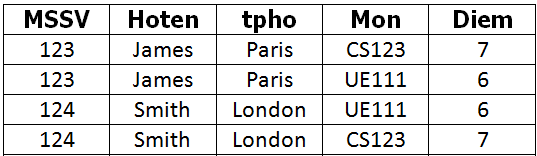 MSSV Hoten tpho Mon Diem
123 James Paris CS123 7
123 James Paris UE111 6
124 Smith London UE111 6
124 Smith London CS123 7